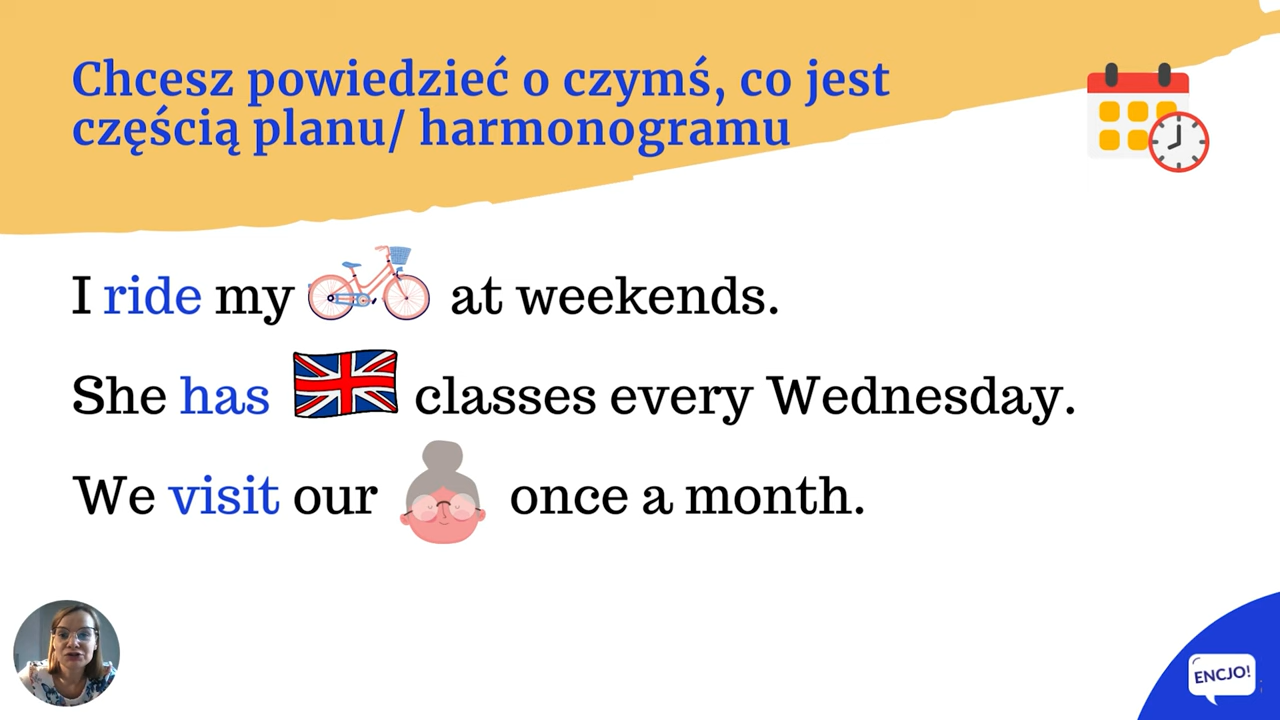 Chcesz powiedzieć o czymś, co jest
częścią planu/ harmonogramu
I ride my at weekends.
She has classes every Wednesday.
We visit our once a month.
ENCJO!